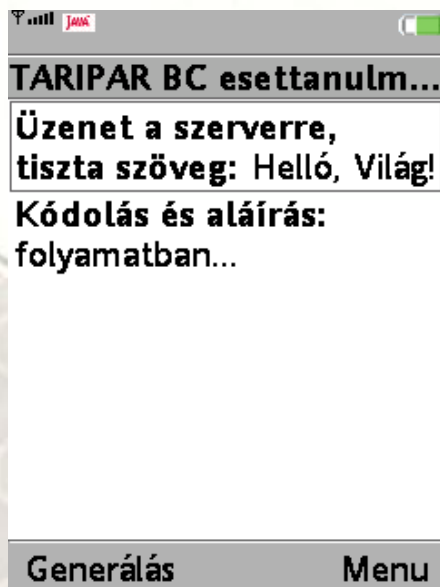 JAVA
TARIPAR BC esettanulm...
Üzenet a szerverre,
tiszta szöveg: Helló, Világ!
Kódolás és aláírás:
folyamatban...
Generálás Menu